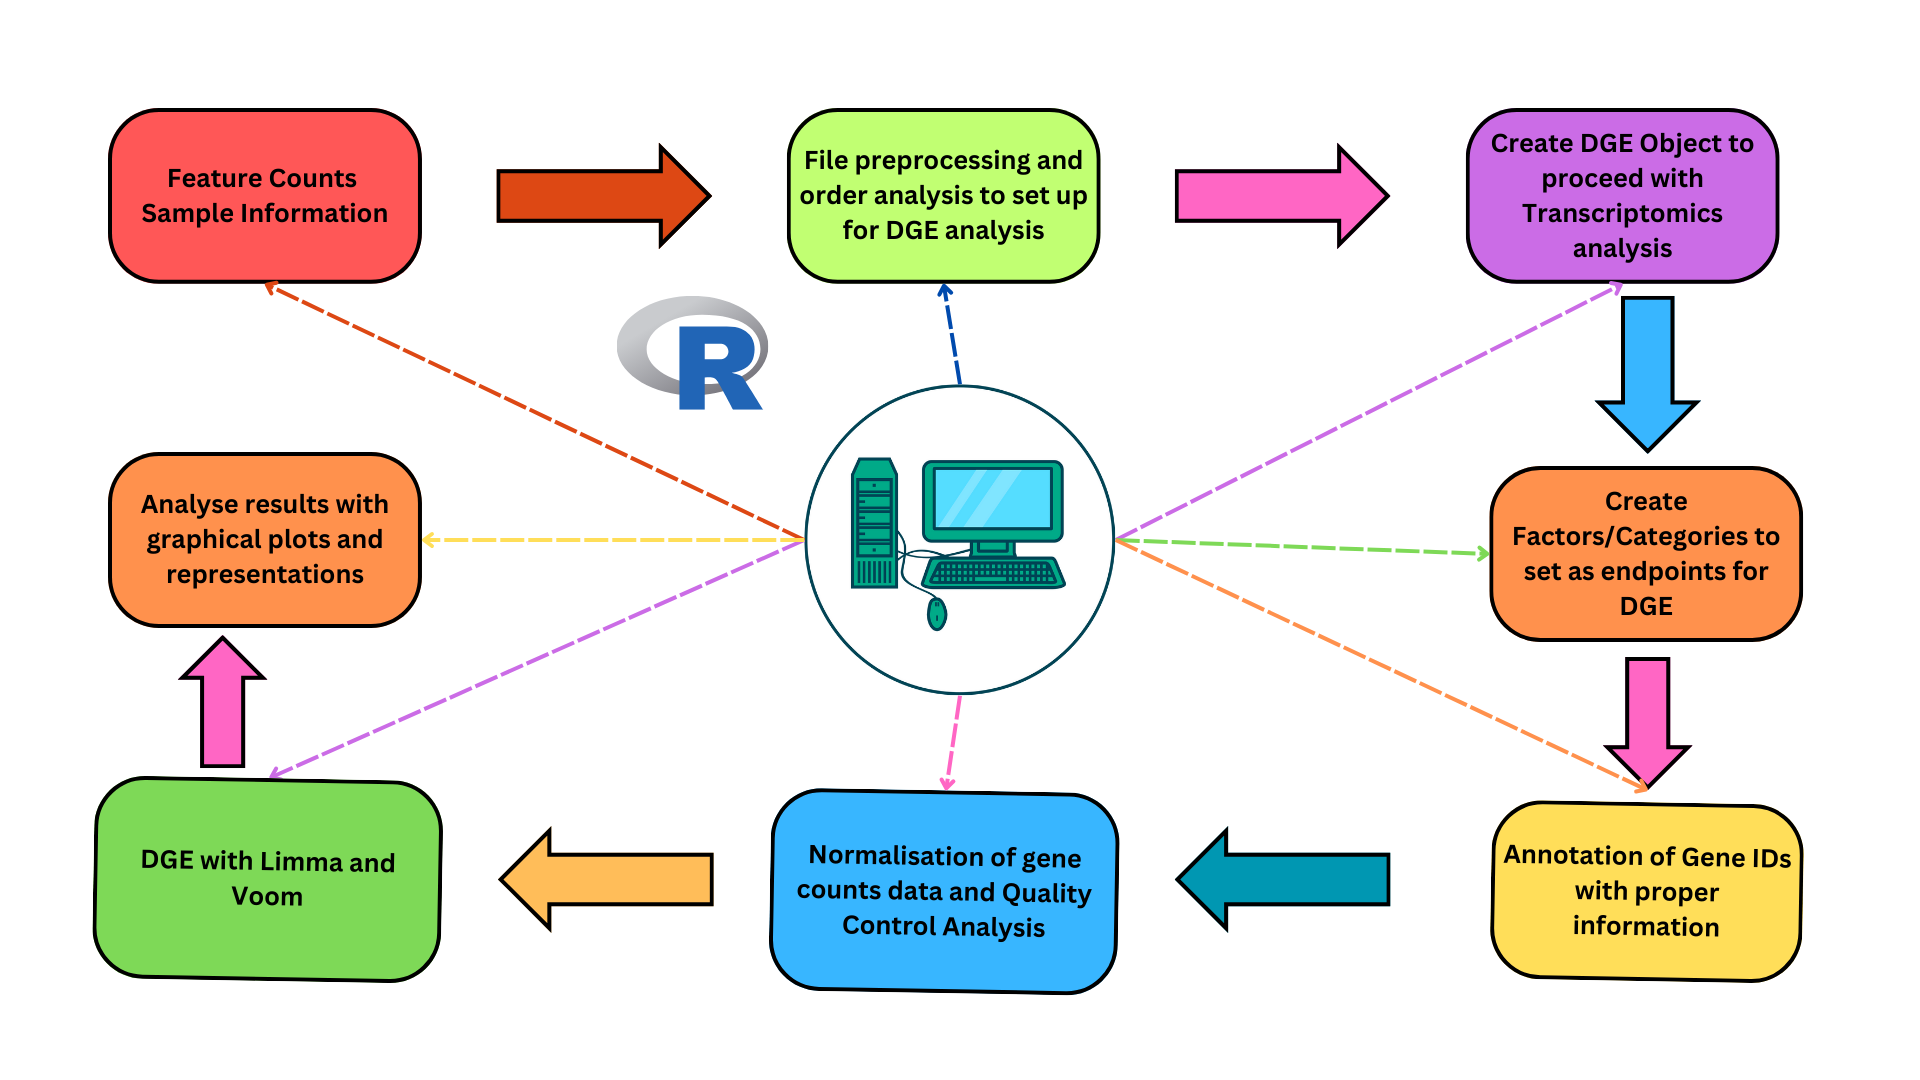 Feature Counts
Sample Information
File preprocessing and
order analysis to set up
for DGE analysis
Create DGE Object to
proceed with
Transcriptomics
analysis
R
Create
Factors/Categories to
set as endpoints for
DGE
Annotation of Gene IDs
with proper
information
Normalisation of gene
counts data and Quality
Control Analysis
DGE with Limma and
Voom
Analyse results with
graphical plots and
representations